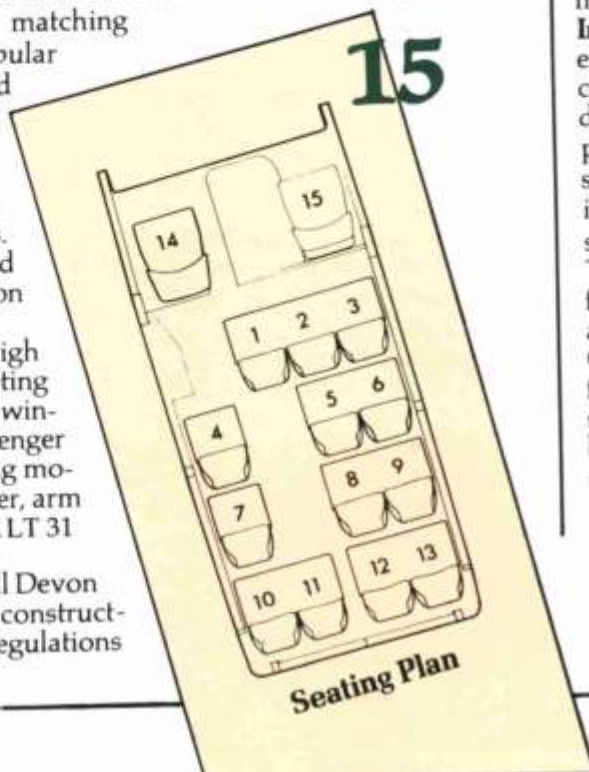 matching
d
d
on
igh
ting
win-
enger
g mo-
er, arm
LT 31
l Devon
construct-
egulations
15
14
15
1 2 3
4
5 6
7
8 9
10 11
12 13
Seating Plan
In
e
c
d
p
s
i
s
f
a